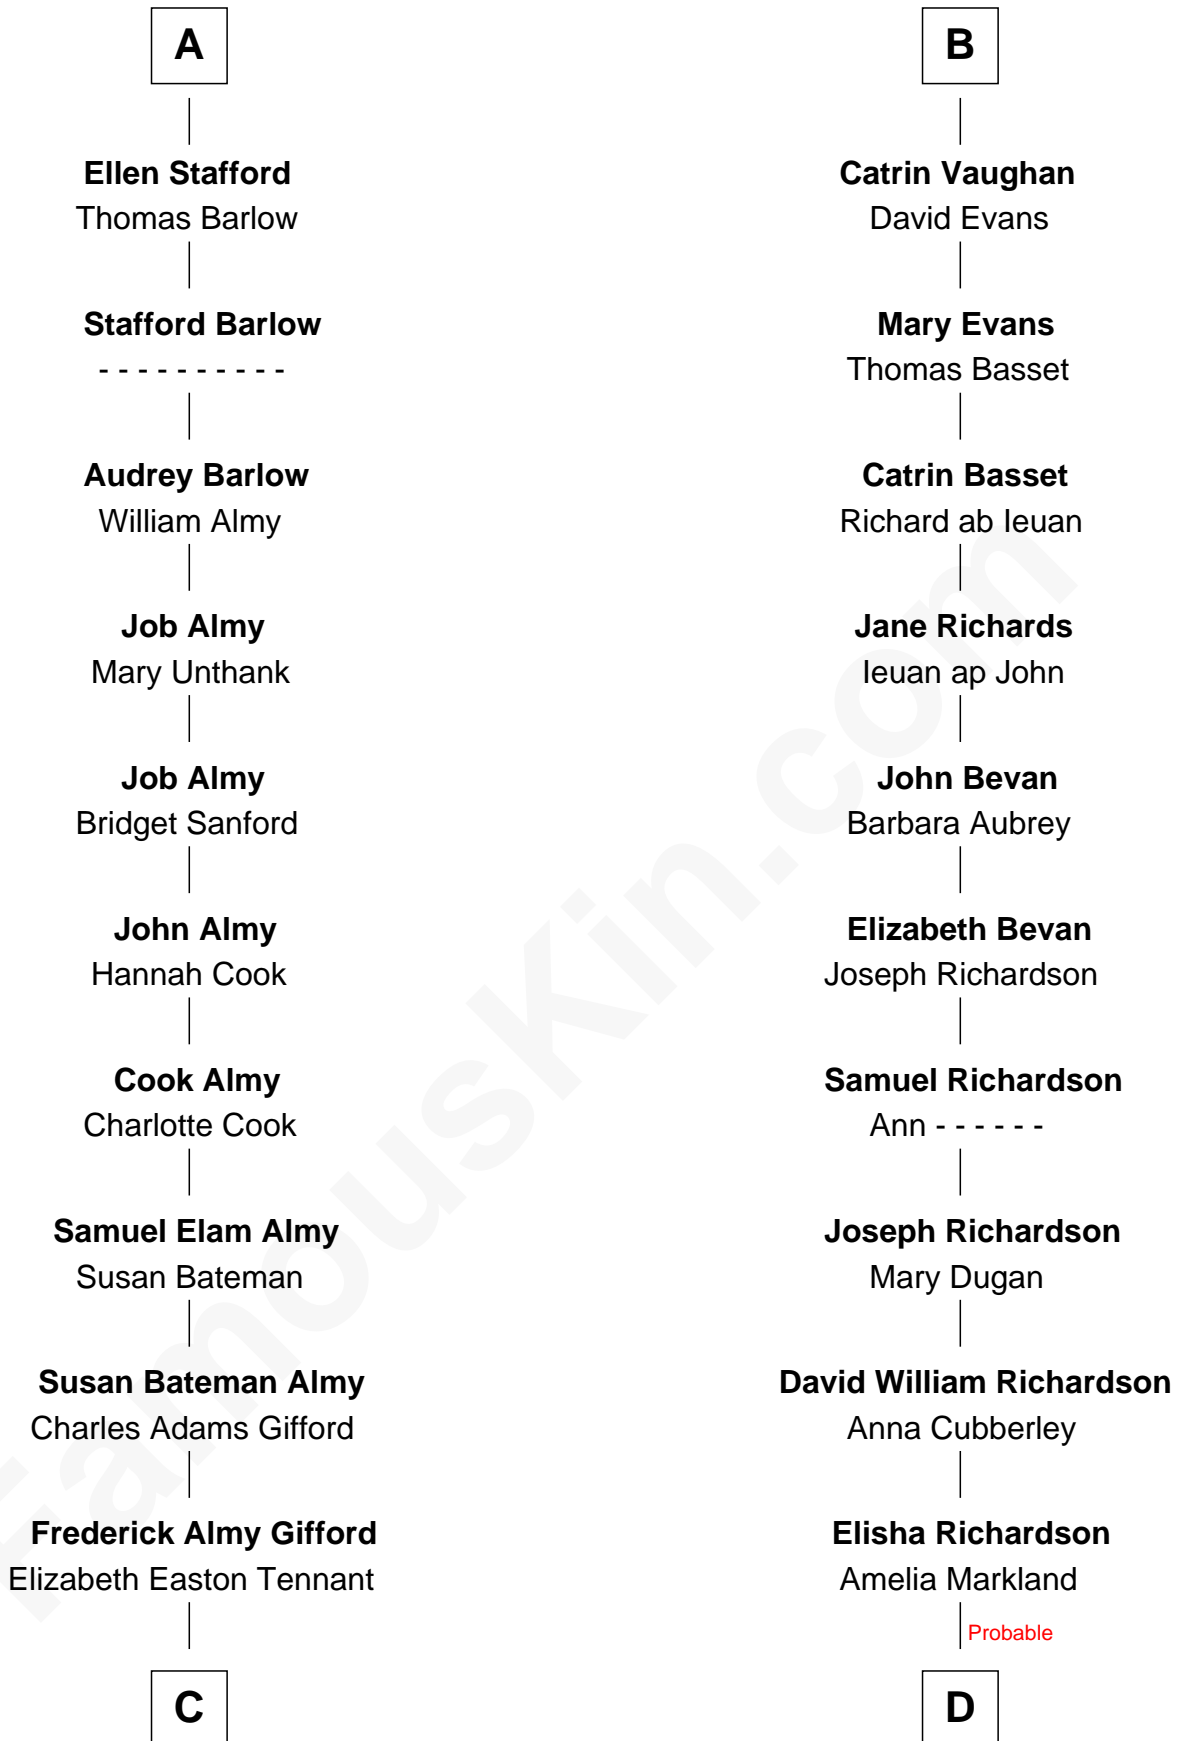 A
Ellen Stafford
Thomas Barlow
Stafford Barlow
- - - - - - - - - -
Audrey Barlow
William Almy
Job Almy
Mary Unthank
Job Almy
Bridget Sanford
John Almy
Hannah Cook
Cook Almy
Charlotte Cook
Samuel Elam Almy
Susan Bateman
Susan Bateman Almy
Charles Adams Gifford
Frederick Almy Gifford
Elizabeth Easton Tennant
C
B
Catrin Vaughan
David Evans
Mary Evans
Thomas Basset
Catrin Basset
Richard ab Ieuan
Jane Richards
Ieuan ap John
John Bevan
Barbara Aubrey
Elizabeth Bevan
Joseph Richardson
Samuel Richardson
Ann - - - - - -
Joseph Richardson
Mary Dugan
David William Richardson
Anna Cubberley
Elisha Richardson
Amelia Markland
Probable
D
FamousKin.com